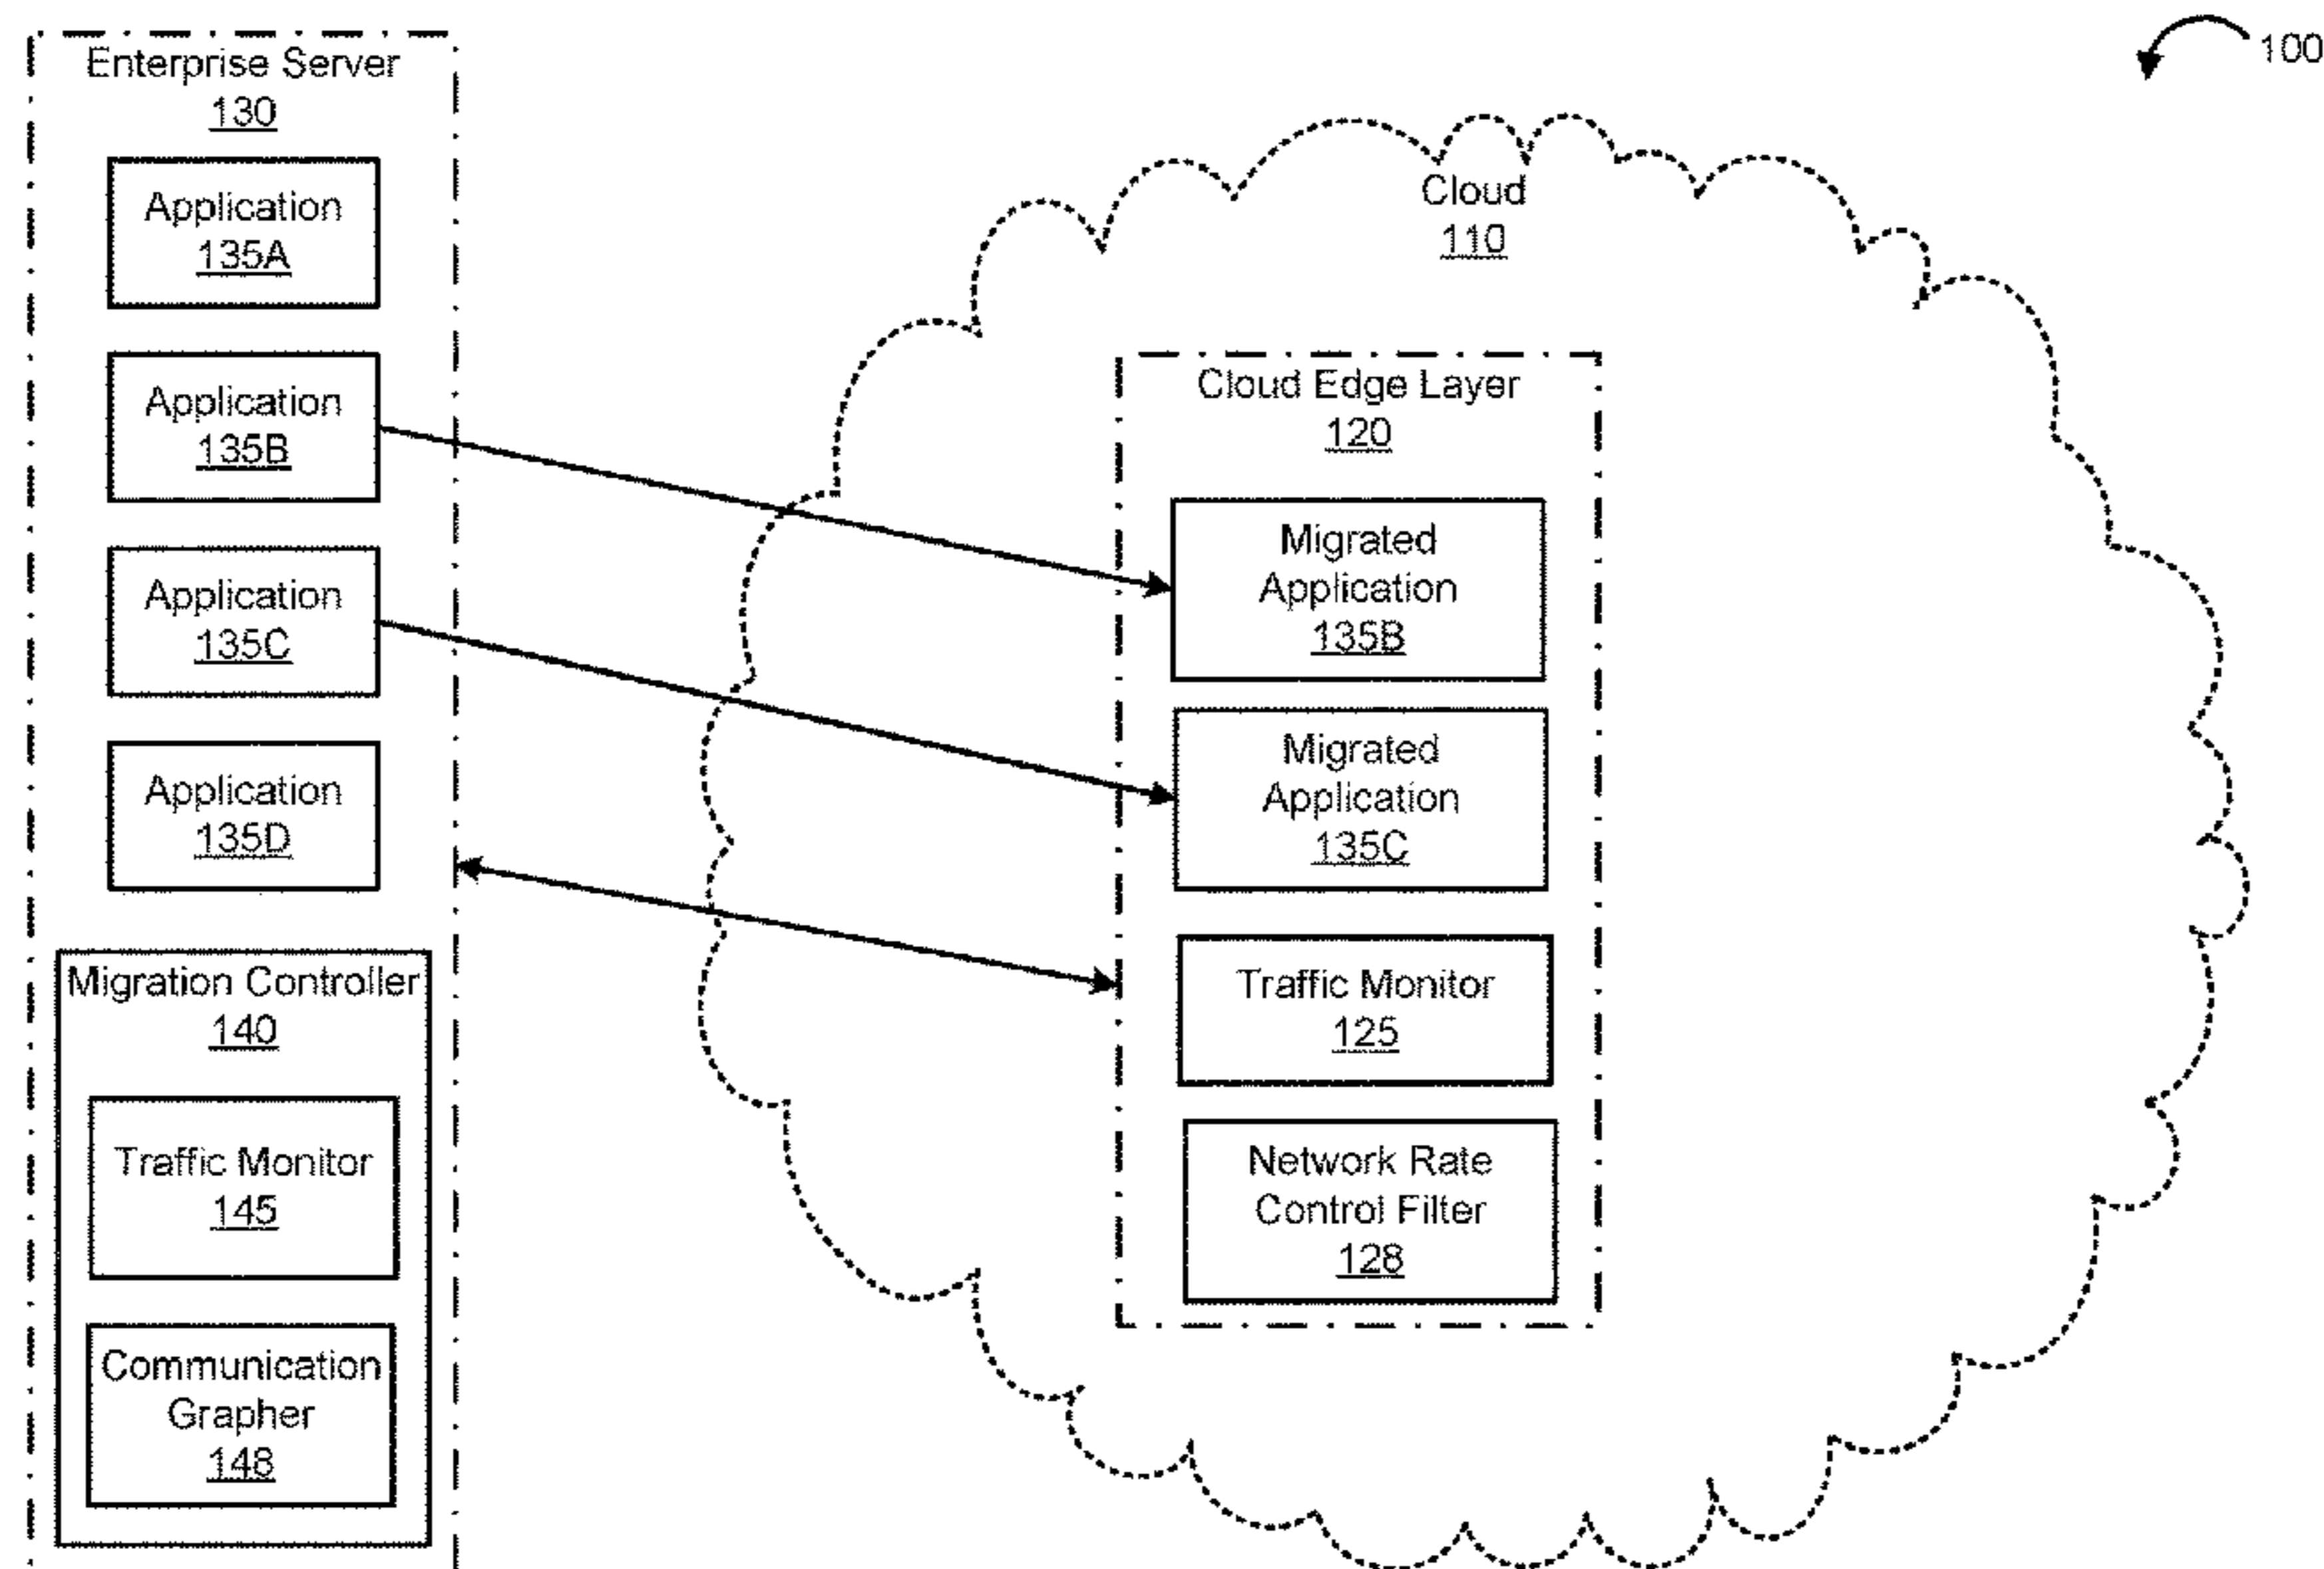 100
Enterprise Server
130
Application
135A
Application
135B
Application
135C
Application
135D
Migration Controller
140
Traffic Monitor
145
Communication
Grapher
148
Cloud
110
Cloud Edge Layer
120
Migrated
Application
135B
Migrated
Application
135C
Traffic Monitor
125
Network Rate
Control Filter
128